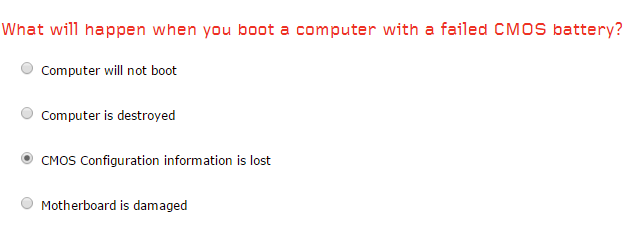 What will happen when you boot a computer with a failed CMOS battery?
Computer will not boot
Computer is destroyed
CMOS Configuration information is lost
Motherboard is damaged